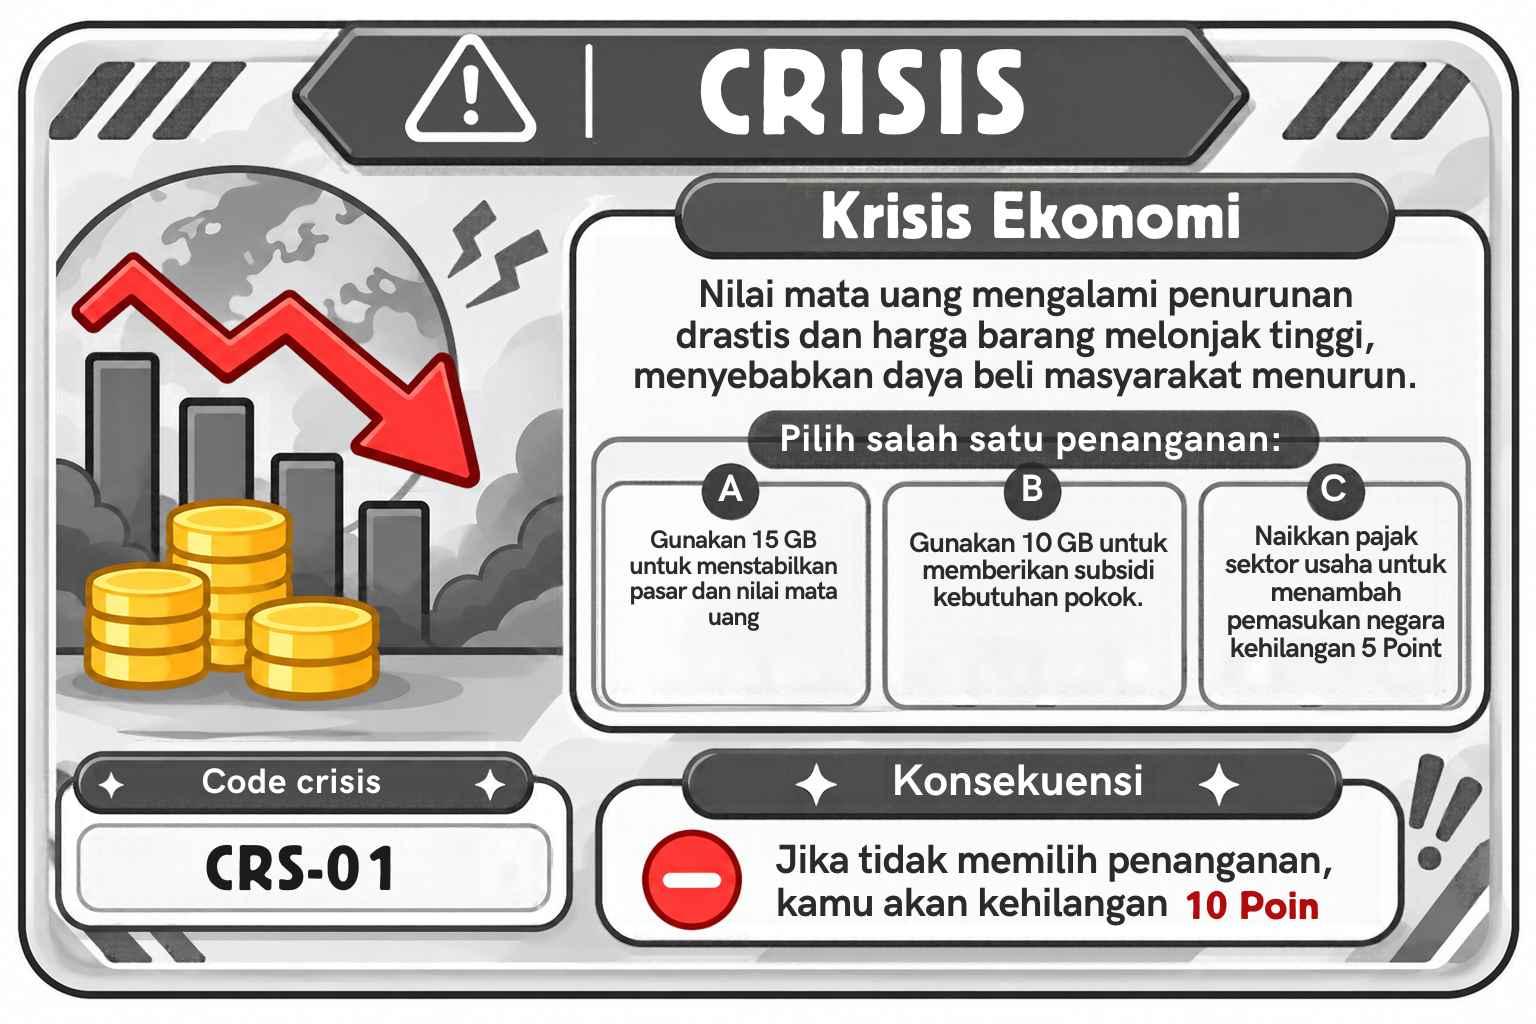 CRISIS
Krisis Ekonomi
Nilai mata uang mengalami penurunan
drastis dan harga barang melonjak tinggi,
menyebabkan daya beli masyarakat menurun.
Pilih salah satu penanganan:
A
Gunakan 15 GB
untuk menstabilkan
pasar dan nilai mata
uang
B
Gunakan 10 GB untuk
memberikan subsidi
kebutuhan pokok.
C
Naikkan pajak
sektor usaha untuk
menambah
pemasukan negara
kehilangan 5 Point
Code crisis
CRS-01
Konsekuensi
Jika tidak memilih penanganan,
kamu akan kehilangan 10 Poin